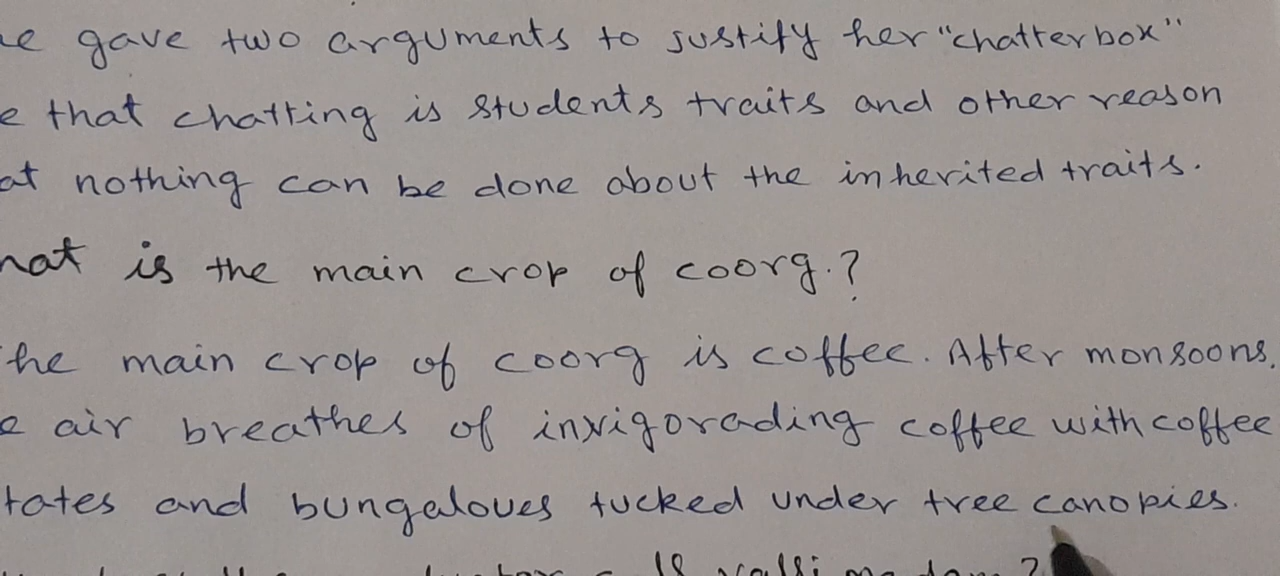 gave two arguments to justify her "chatterbox"
that chatting is students traits and other reason
nothing can be done about the inherited traits.
is the main crop of coorg.?
main crop of coorg is coffee. After monsoons.
air breathes of invigorading coffee with coffee
and bungaloues tucked under tree canopies.